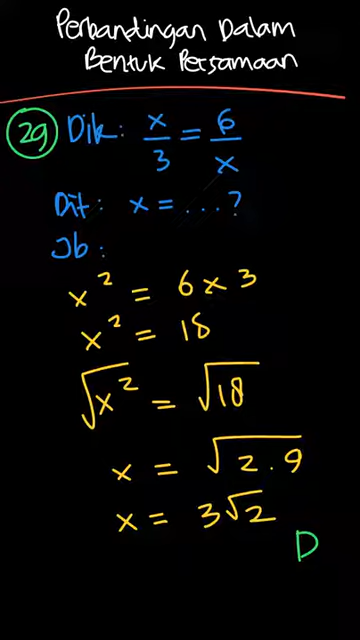 Perbandingan Dalam
Bentuk Persamaan
29 Dik: x/3 = 6/x
Dit: x = ...?
Jb:
x² = 6 x 3
x² = 18
√x² = √18
x = √2.9
x = 3√2
D